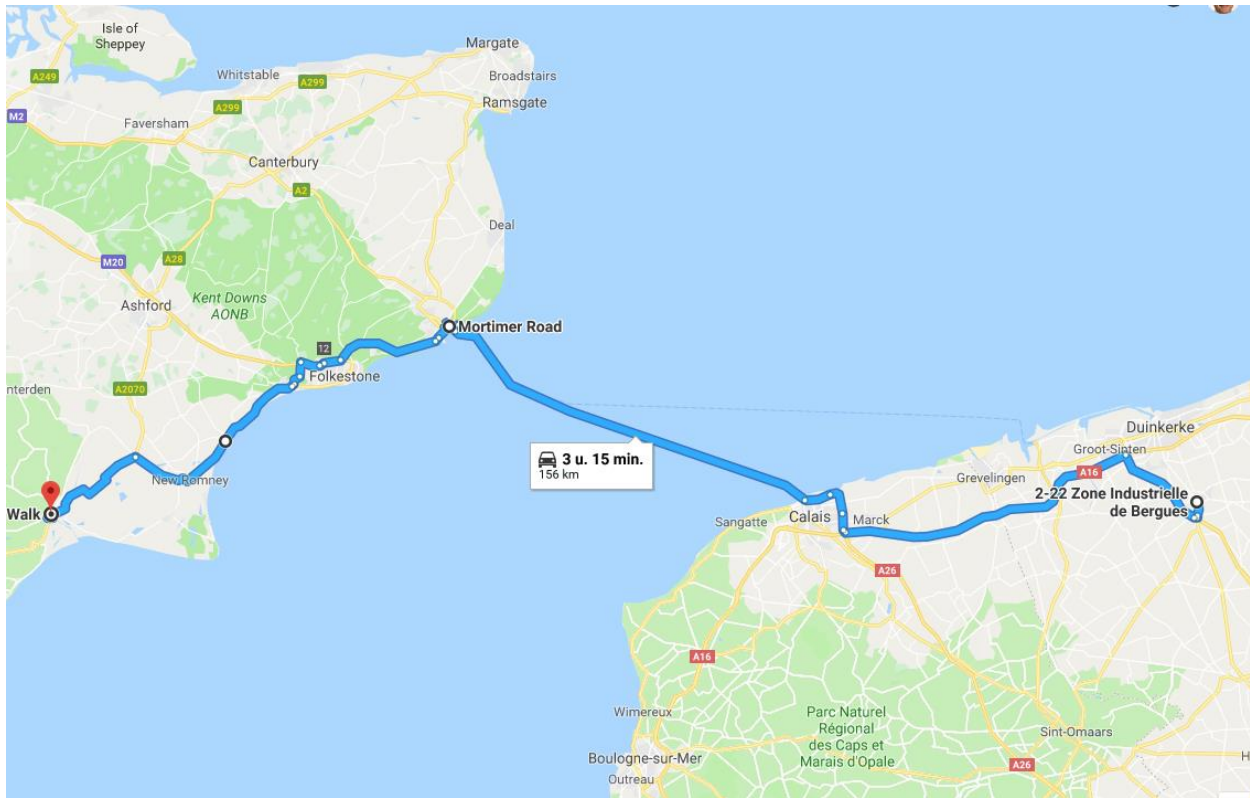 Isle of
Sheppey
Margate
A249
Whitstable
A299
Broadstairs
A299
Ramsgate
M2
Faversham
Canterbury
A2
Deal
M20
A28
Kent Downs
AONB
Ashford
Mortimer Road
12
Folkestone
nterden
A2070
Duinkerke
Groot-Sinten
3 u. 15 min.
156 km
A16
Grevelingen
New Romney
2-22 Zone Industrielle
de Bergues
Walk
Calais
Marck
Sangatte
A26
A16
Wimereux
Parc Naturel
Régional
des Caps et
Marais d'Opale
Sint-Omaars
Boulogne-sur-Mer
H
A26
Outreau